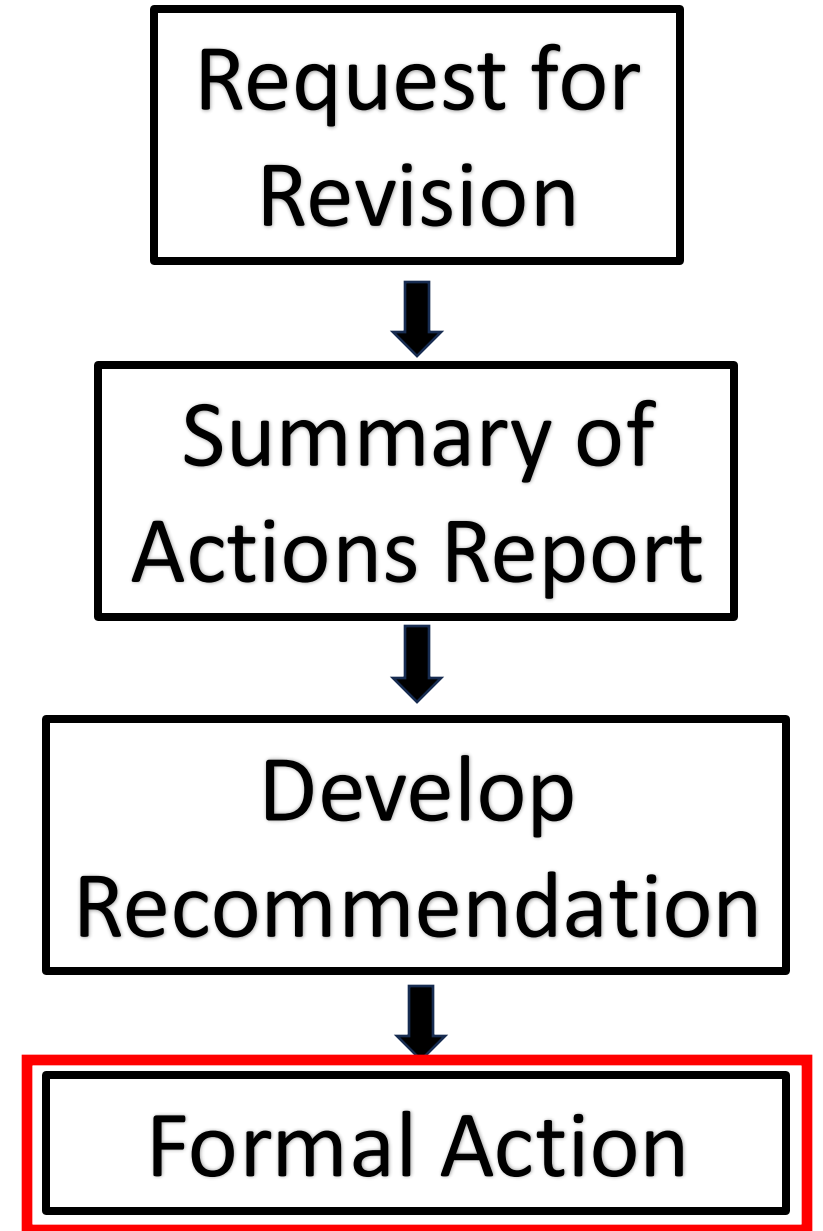 Request for
Revision
Summary of
Actions Report
Develop
Recommendation
Formal Action